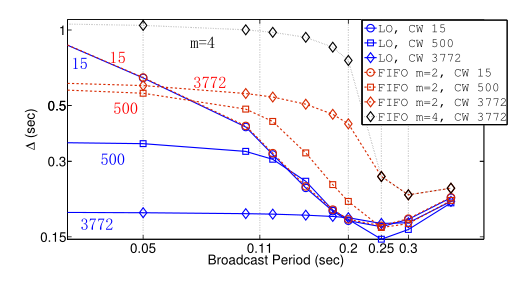 1
0.5
0.3
0.15
Δ (sec)
15
15
m=4
3772
500
500
3772
LO, CW 15
LO, CW 500
LO, CW 3772
FIFO m=2, CW 15
FIFO m=2, CW 500
FIFO m=2, CW 3772
FIFO m=4, CW 3772
0.05 0.11 0.2 0.25 0.3
Broadcast Period (sec)